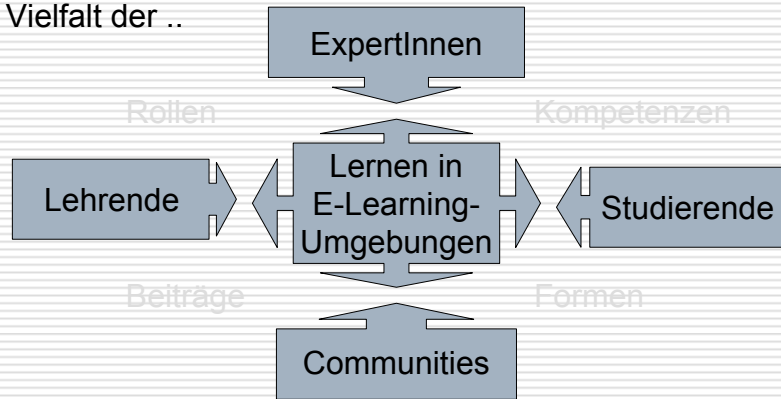 Vielfalt der ..
ExpertInnen
Rollen
Kompetenzen
Lehrende
Lernen in
E-Learning-
Umgebungen
Studierende
Beiträge
Formen
Communities